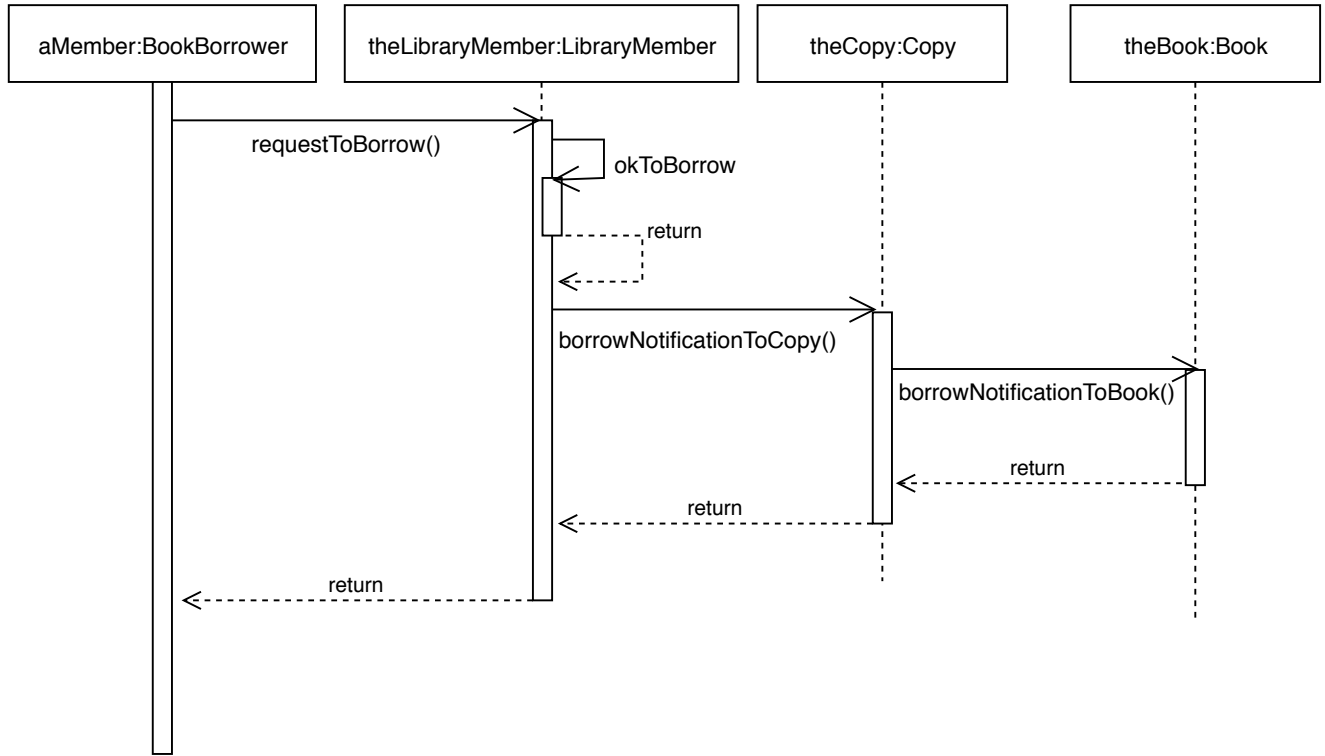 aMember:BookBorrower
theLibraryMember:LibraryMember
theCopy:Copy
theBook:Book
requestToBorrow()
okToBorrow
return
borrowNotificationToCopy()
borrowNotificationToBook()
return
return
return